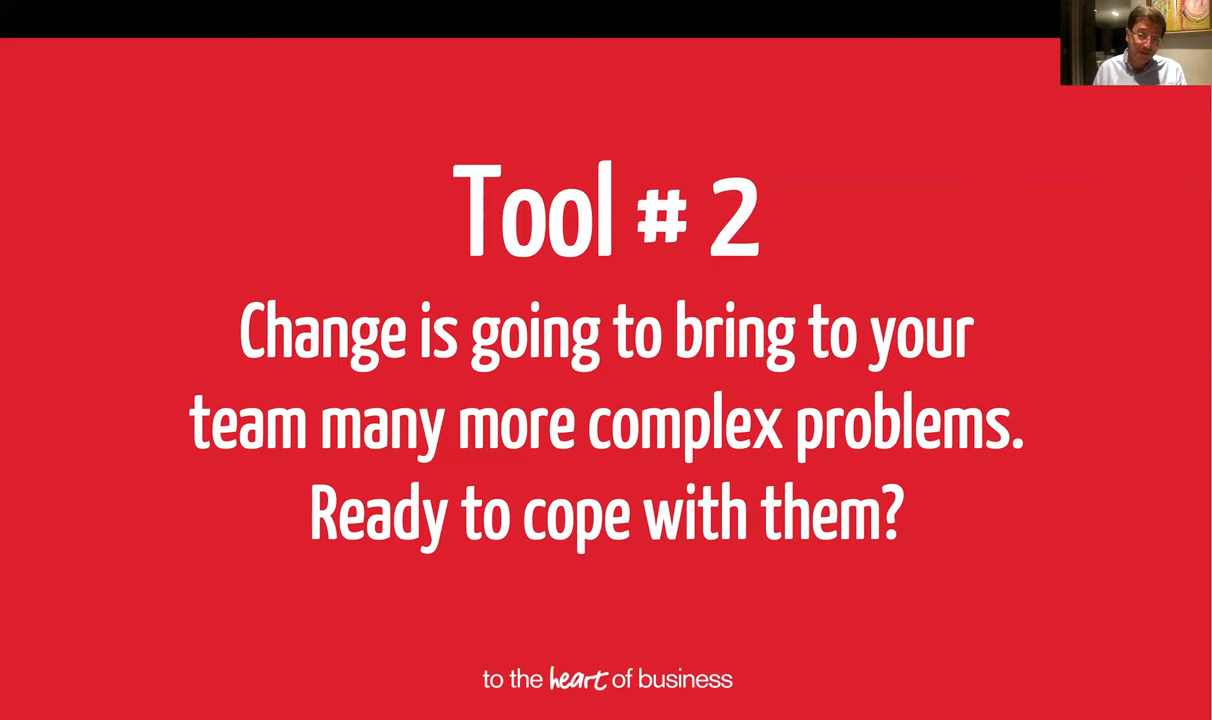 Tool # 2
Change is going to bring to your
team many more complex problems.
Ready to cope with them?
to the heart of business